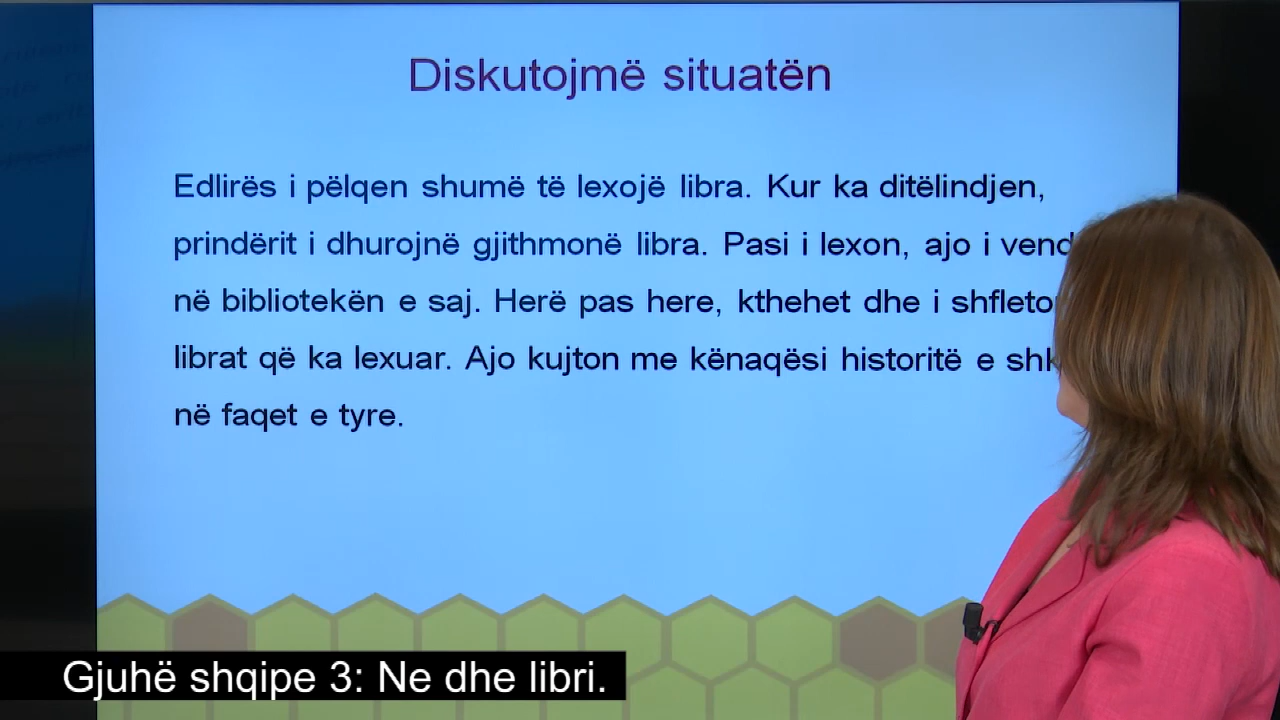 Diskutojmë situatën
Edlirës i pëlqen shumë të lexojë libra. Kur ka ditëlindjen,
prindërit i dhurojnë gjithmonë libra. Pasi i lexon, ajo i
në bibliotekën e saj. Herë pas here, kthehet dhe i
librat që ka lexuar. Ajo kujton me kënaqësi historitë e
në faqet e tyre.
Gjuhë shqipe 3: Ne dhe libri.